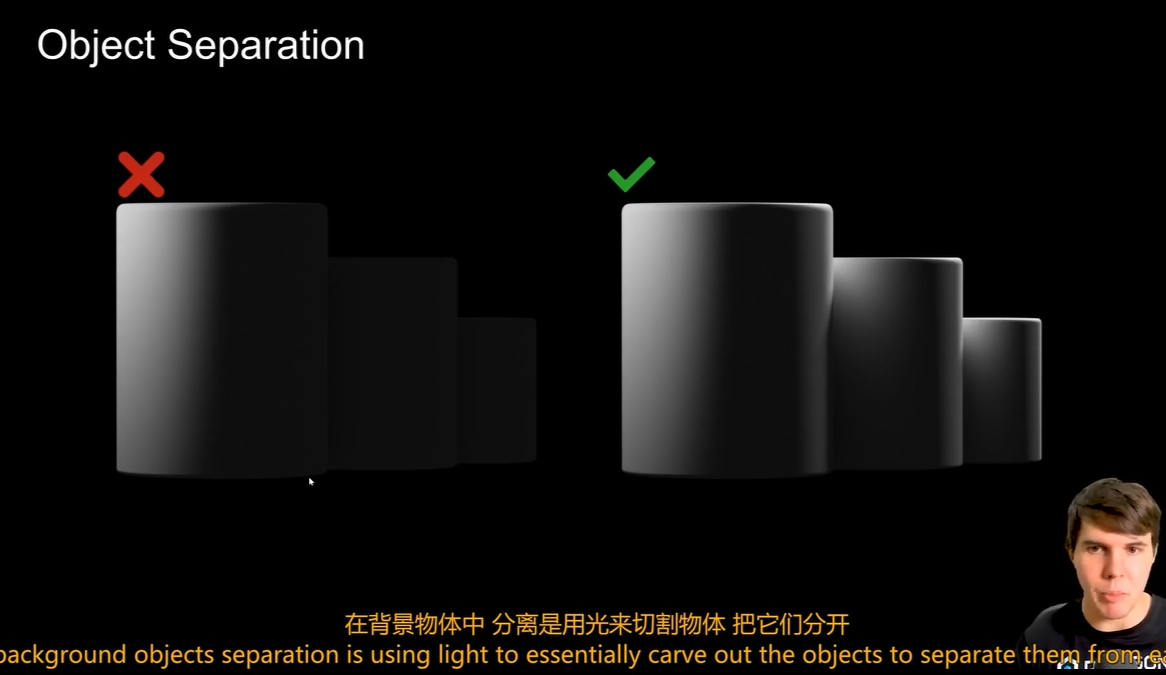 Object Separation
在背景物体中 分离是用光来切割物体 把它们分开
background objects separation is using light to essentially carve out the objects to separate them from